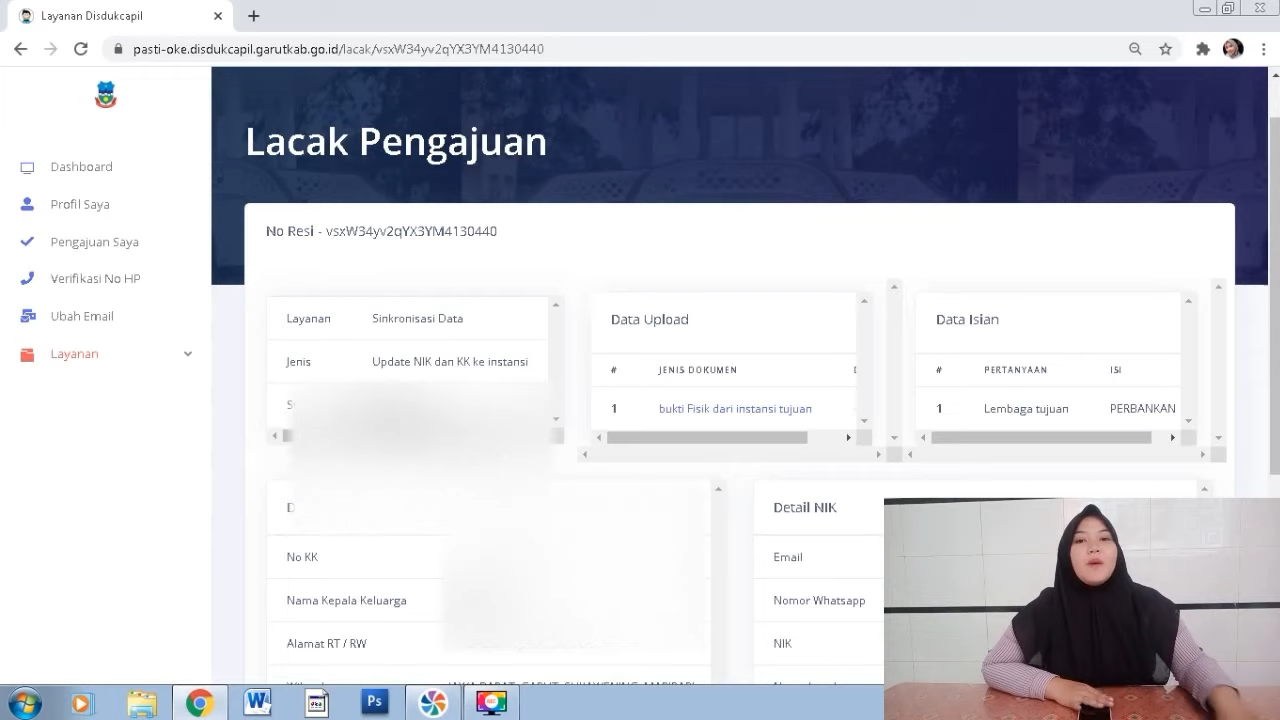 Layanan Disdukcapil
pasti-oke.disdukcapil.garutkab.go.id/lacak/vsxW34yv2qYX3YM4130440
Dashboard
Profil Saya
Pengajuan Saya
Verifikasi No HP
Ubah Email
Layanan
Lacak Pengajuan
No Resi - vsxW34yv2qYX3YM4130440
Layanan Sinkronisasi Data
Jenis Update NIK dan KK ke instansi
Data Upload
# JENIS DOKUMEN
1 bukti Fisik dari instansi tujuan
Data Isian
# PERTANYAAN ISI
1 Lembaga tujuan PERBANKAN
D
No KK
Nama Kepala Keluarga
Alamat RT / RW
Detail NIK
Email
Nomor Whatsapp
NIK
W
Ps
REC